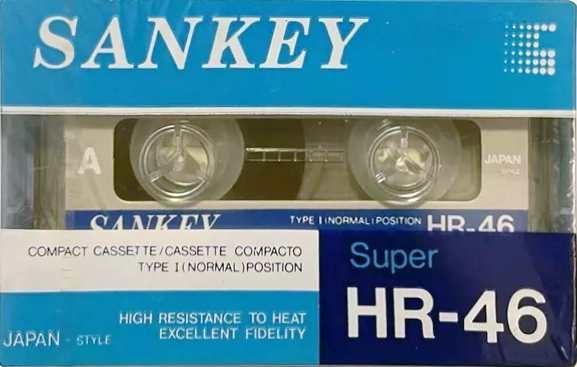 SANKEY
A
JAPAN
STYLE
SANKEY
TYPE I (NORMAL) POSITION HR-46
COMPACT CASSETTE/CASSETTE COMPACTO
TYPE I (NORMAL) POSITION
Super
HR-46
HIGH RESISTANCE TO HEAT
EXCELLENT FIDELITY
JAPAN - STYLE